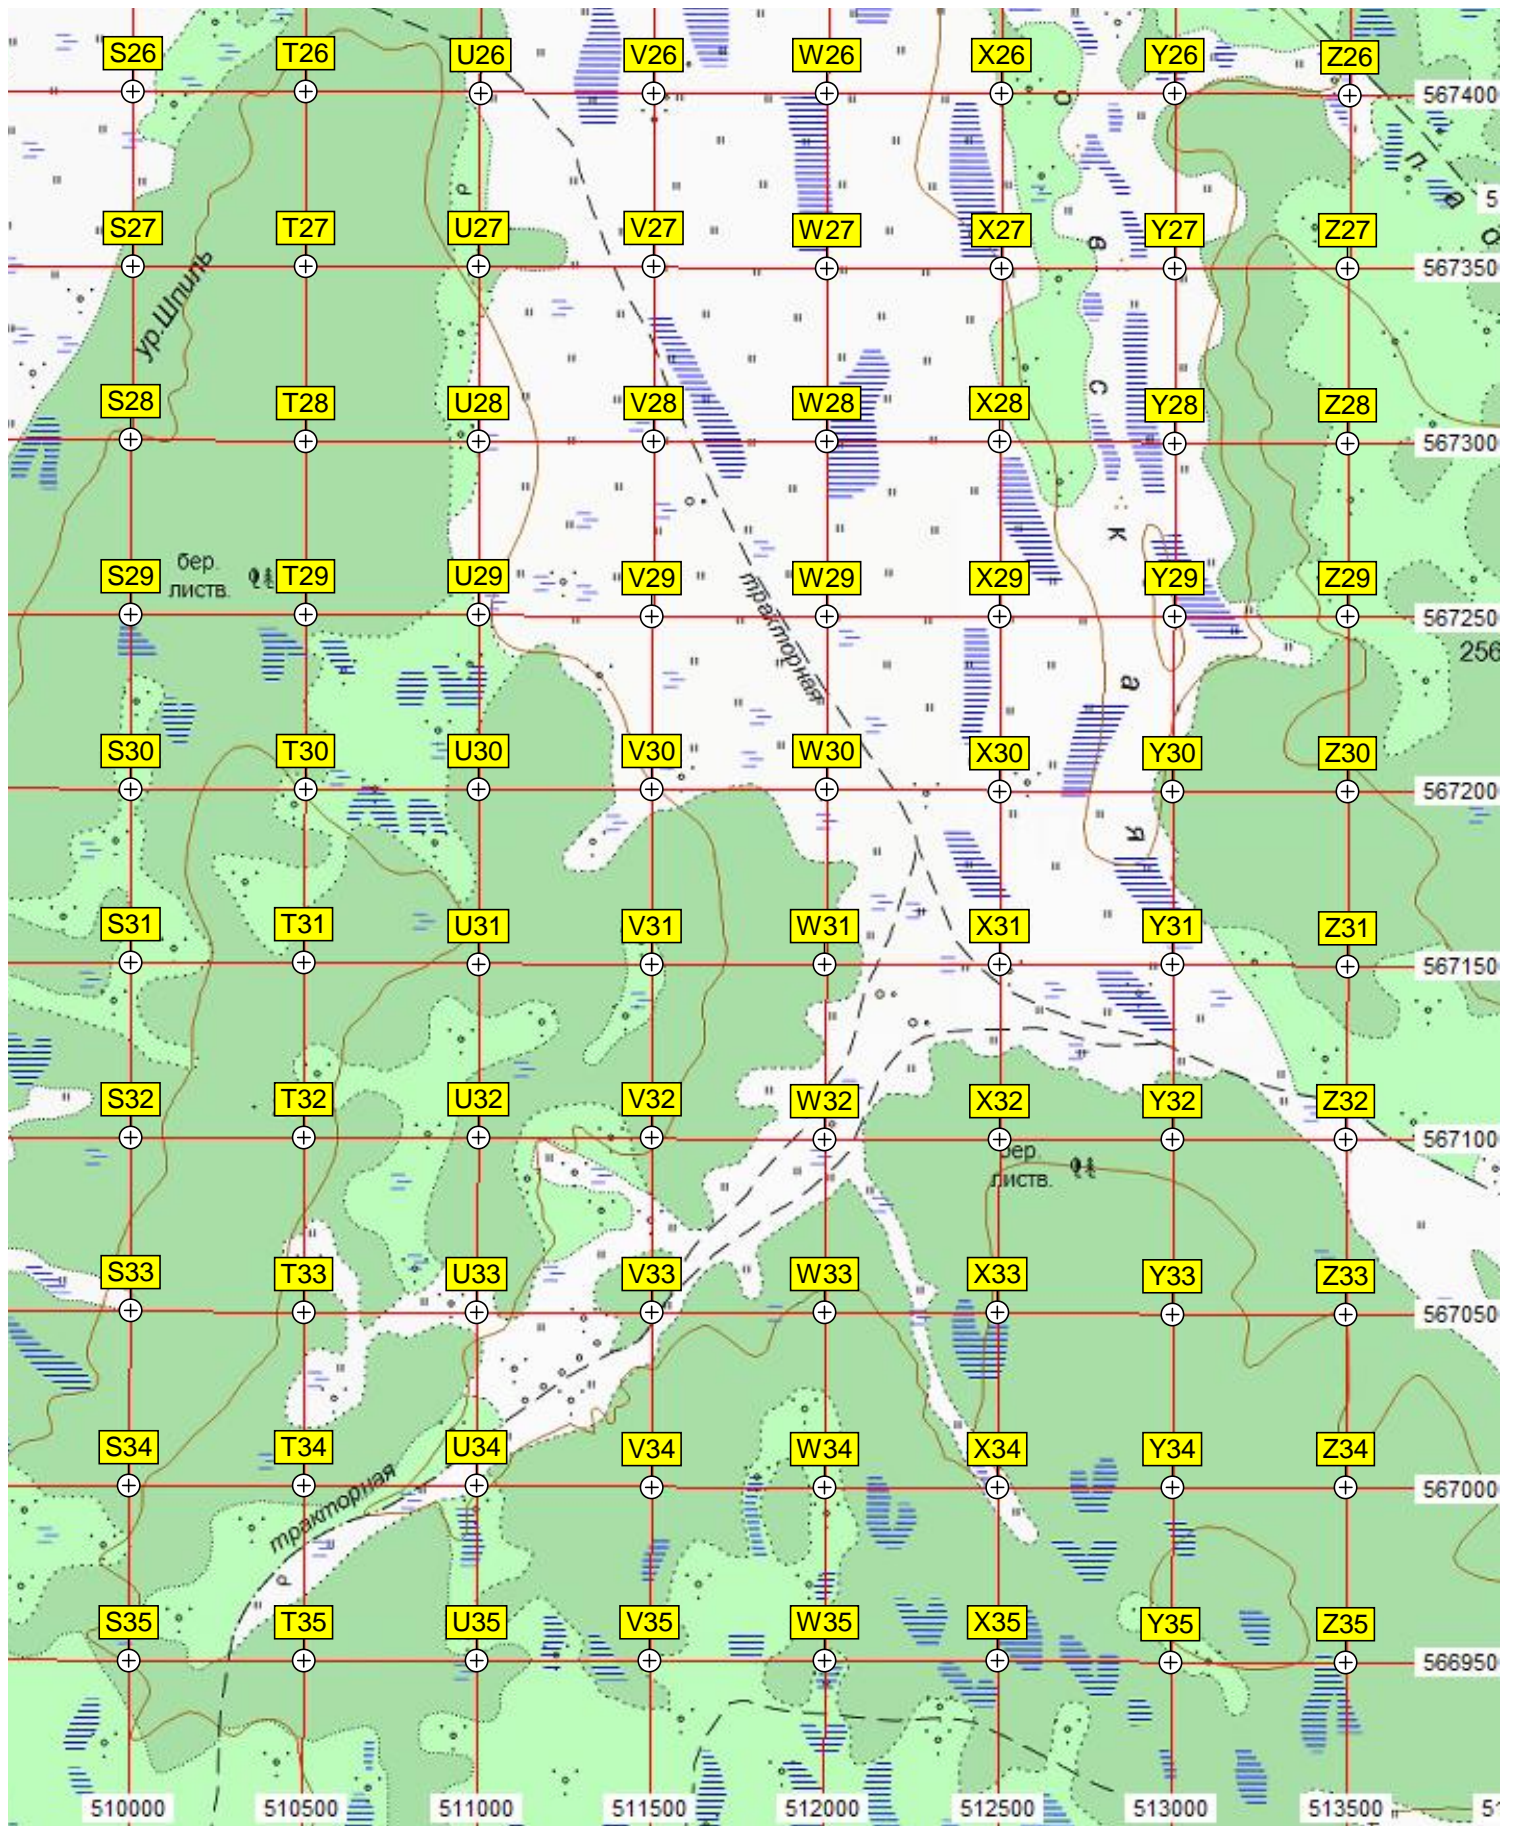 S26 T26 U26 V26 W26 X26 Y26 Z26
567400
о
п
а
5
р
S27 T27 U27 V27 W27 X27 Y27 Z27
в
о
567350
ур.Шпиль
S28 T28 U28 V28 W28 X28 Y28 Z28
с
567300
к
бер.
листв.
S29 T29 U29 V29 W29 X29 Y29 Z29
тракторная
567250
256
а
S30 T30 U30 V30 W30 X30 Y30 Z30
567200
я
S31 T31 U31 V31 W31 X31 Y31 Z31
567150
S32 T32 U32 V32 W32 X32 Y32 Z32
567100
бер.
листв.
S33 T33 U33 V33 W33 X33 Y33 Z33
567050
S34 T34 U34 V34 W34 X34 Y34 Z34
567000
тракторная
р
S35 T35 U35 V35 W35 X35 Y35 Z35
566950
510000 510500 511000 511500 512000 512500 513000 513500